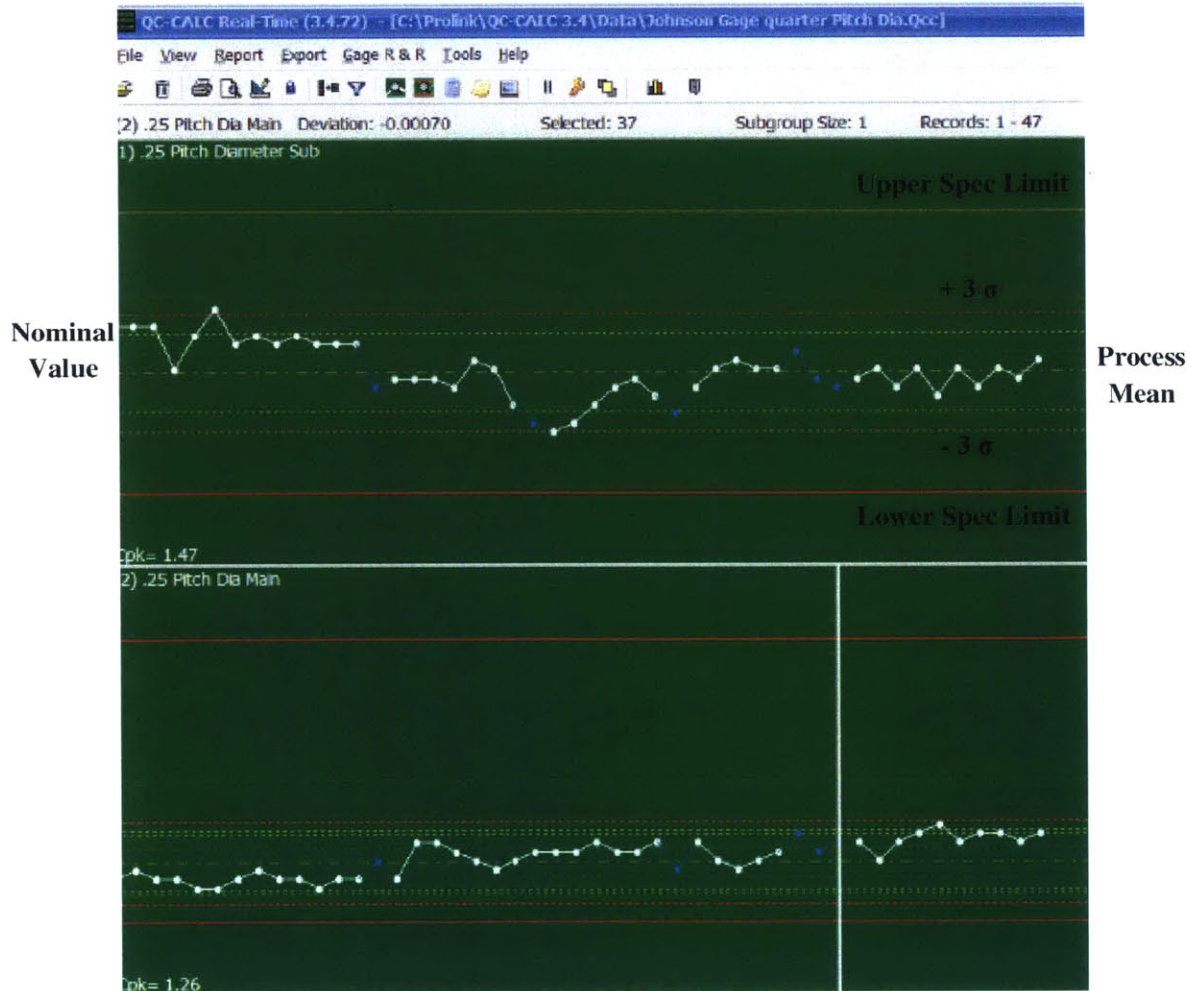 QC-CALC Real-Time (3.4.72) - [C:\Prolink\QC-CALC 3.4\Data\Johnson Gage quarter Pitch Dia.Qcc]
File View Report Export Gage R & R Tools Help
(2) .25 Pitch Dia Main Deviation: -0.00070 Selected: 37 Subgroup Size: 1 Records: 1 - 47
1) .25 Pitch Diameter Sub
Upper Spec Limit
+ 3 σ
Nominal
Value
Process
Mean
- 3 σ
Lower Spec Limit
Cpk= 1.47
2) .25 Pitch Dia Main
Cpk= 1.26